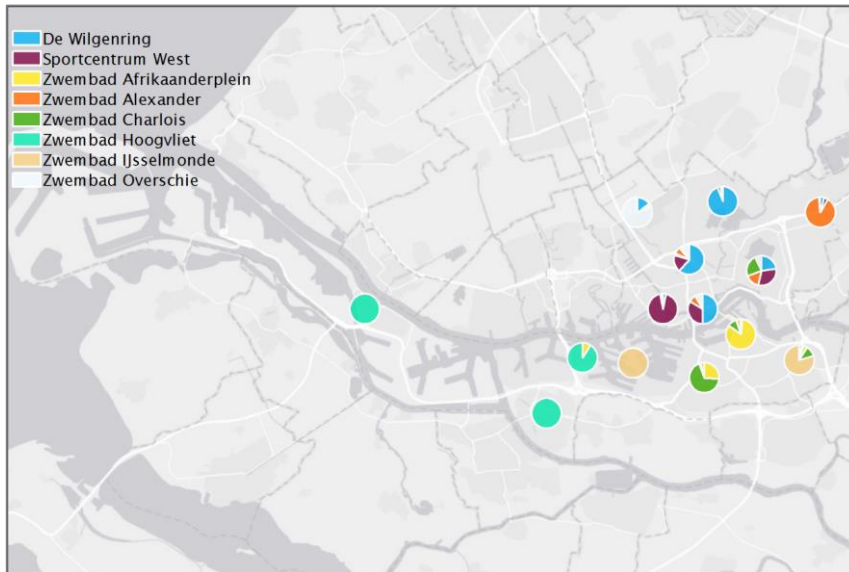 De Wilgenring
Sportcentrum West
Zwembad Afrikaanderplein
Zwembad Alexander
Zwembad Charlois
Zwembad Hoogvliet
Zwembad IJsselmonde
Zwembad Overschie